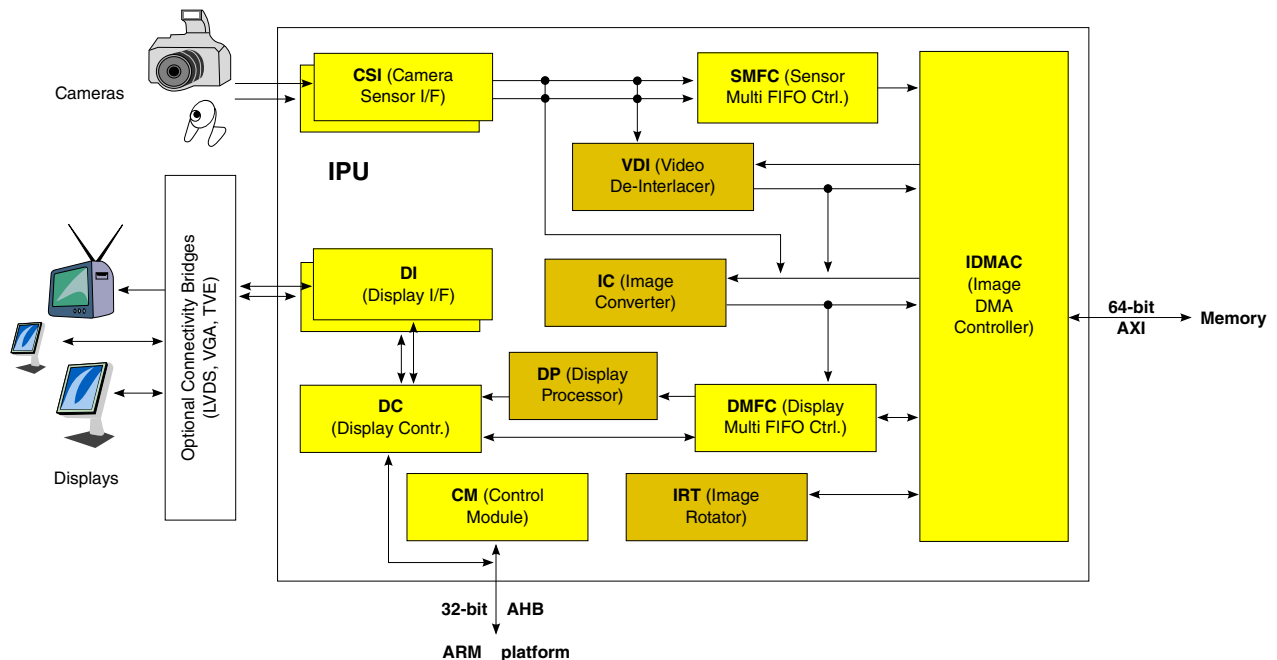 Cameras
CSI (Camera
Sensor I/F)
SMFC (Sensor
Multi FIFO Ctrl.)
IPU
VDI (Video
De-Interlacer)
Optional Connectivity Bridges
(LVDS, VGA, TVE)
DI
(Display I/F)
IC (Image
Converter)
IDMAC
(Image
DMA
Controller)
64-bit
AXI
Memory
DP (Display
Processor)
DC
(Display Contr.)
DMFC (Display
Multi FIFO Ctrl.)
Displays
CM (Control
Module)
IRT (Image
Rotator)
32-bit AHB
ARM platform